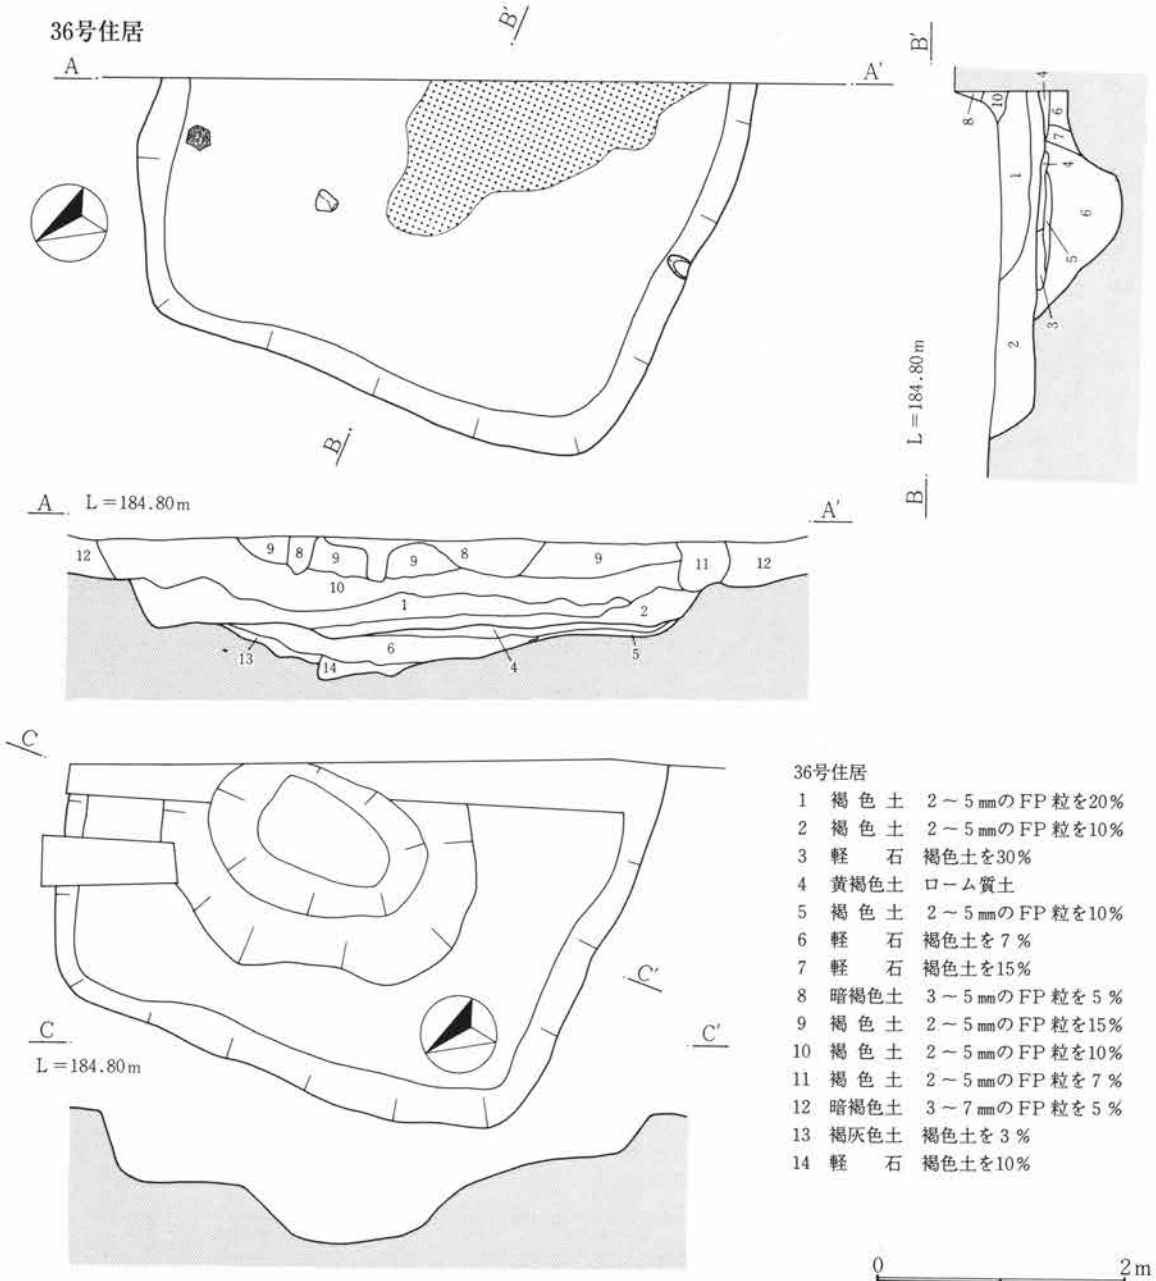 36号住居
B'
A
A'
B
A L=184.80m
A'
12
9
8
9
9
8
9
11
12
10
1
2
6
13
14
4
5
B'
4
8
10
6
7
4
1
6
5
3
2
L=184.80m
B
C
C'
C
L=184.80m
C'
36号住居
1 褐色土 2~5㎜のFP粒を20%
2 褐色土 2~5㎜のFP粒を10%
3 軽石 褐色土を30%
4 黄褐色土 ローム質土
5 褐色土 2~5㎜のFP粒を10%
6 軽石 褐色土を7%
7 軽石 褐色土を15%
8 暗褐色土 3~5㎜のFP粒を5%
9 褐色土 2~5㎜のFP粒を15%
10 褐色土 2~5㎜のFP粒を10%
11 褐色土 2~5㎜のFP粒を7%
12 暗褐色土 3~7㎜のFP粒を5%
13 褐灰色土 褐色土を3%
14 軽石 褐色土を10%
0 2m